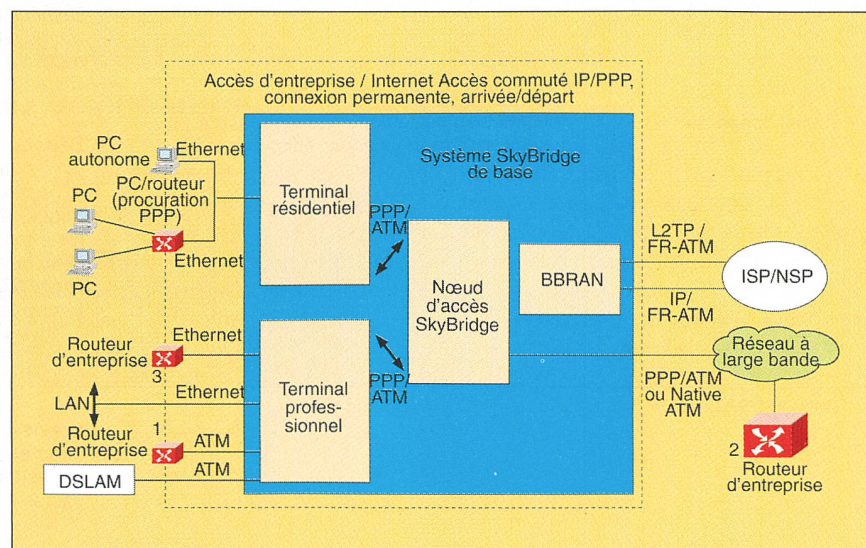 Accès d'entreprise / Internet Accès commuté IP/PPP,
connexion permanente, arrivée/départ
PC
autonome
Ethernet
PC
PC/routeur
(procuration
PPP)
PC
Ethernet
Terminal
résidentiel
Système SkyBridge
de base
PPP/
ATM
Nœud
d'accès
SkyBridge
BBRAN
L2TP /
FR-ATM
ISP/NSP
IP/
FR-ATM
Routeur
d'entreprise
3
Ethernet
LAN
Ethernet
Routeur
d'entreprise
1
ATM
DSLAM
ATM
Terminal
profes-
sionnel
PPP/
ATM
Réseau à
large bande
PPP/ATM
ou Native
ATM
2
Routeur
d'entreprise